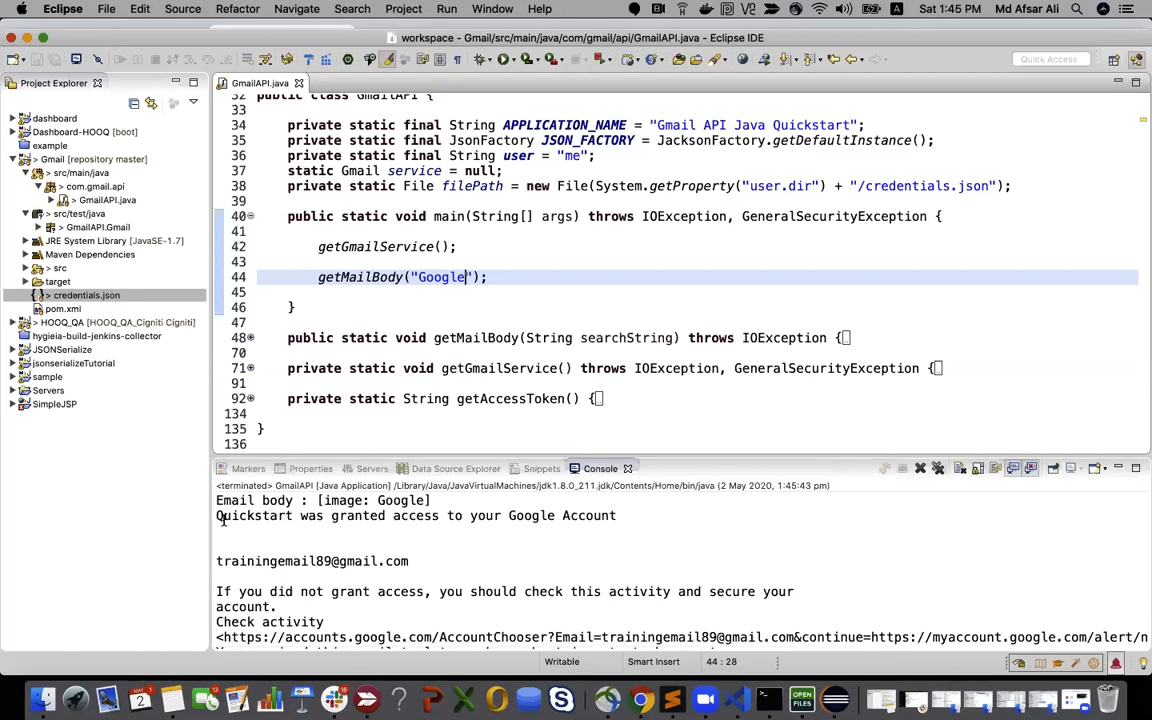 Eclipse File Edit Source Refactor Navigate Search Project Run Window Help Sat 1:45 PM Md Afsar Ali
workspace - Gmail/src/main/java/com/gmail/api/GmailAPI.java - Eclipse IDE
Quick Access
Project Explorer
GmailAPI.java
dashboard
Dashboard-HOOQ [boot]
example
> Gmail [repository master]
> src/main/java
> com.gmail.api
> GmailAPI.java
> src/test/java
GmailAPI.Gmail
JRE System Library [JavaSE-1.7]
Maven Dependencies
> src
target
> credentials.json
pom.xml
> HOOQ_QA [HOOQ_QA_Cigniti Cigniti]
hygieia-build-jenkins-collector
JSONSerialize
jsonserializeTutorial
sample
Servers
SimpleJSP
32 public class GmailAPI {
33
34 private static final String APPLICATION_NAME = "Gmail API Java Quickstart";
35 private static final JsonFactory JSON_FACTORY = JacksonFactory.getDefaultInstance();
36 private static final String user = "me";
37 static Gmail service = null;
38 private static File filePath = new File(System.getProperty("user.dir") + "/credentials.json");
39
40 public static void main(String[] args) throws IOException, GeneralSecurityException {
41
42 getGmailService();
43
44 getMailBody("Google");
45
46 }
47
48 public static void getMailBody(String searchString) throws IOException {
70
71 private static void getGmailService() throws IOException, GeneralSecurityException {
91
92 private static String getAccessToken() {
134
135 }
136
Markers Properties Servers Data Source Explorer Snippets Console
<terminated> GmailAPI [Java Application] /Library/Java/JavaVirtualMachines/jdk1.8.0_211.jdk/Contents/Home/bin/java (2 May 2020, 1:45:43 PM)
Email body : [image: Google]
Quickstart was granted access to your Google Account
trainingemail89@gmail.com
If you did not grant access, you should check this activity and secure your
account.
Check activity
<https://accounts.google.com/AccountChooser?Email=trainingemail89@gmail.com&continue=https://myaccount.google.com/alert/n
Writable Smart Insert 44 : 28